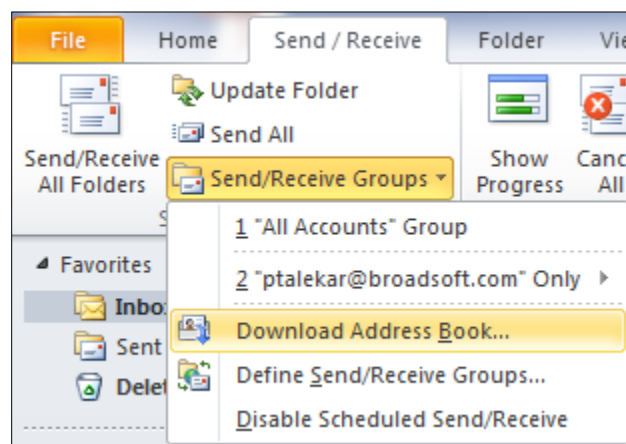 File Home Send / Receive Folder
Update Folder
Send All
Send/Receive Groups
Send/Receive
All Folders
Show
Progress
All
1 "All Accounts" Group
2 "ptalekar@broadsoft.com" Only
Download Address Book...
Define Send/Receive Groups...
Disable Scheduled Send/Receive
Favorites
Sent